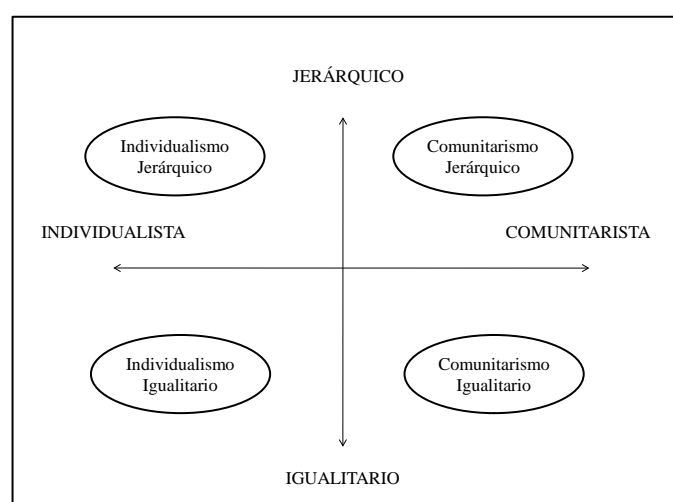 JERÁRQUICO
Individualismo
Jerárquico
Comunitarismo
Jerárquico
INDIVIDUALISTA
COMUNITARISTA
Individualismo
Igualitario
Comunitarismo
Igualitario
IGUALITARIO